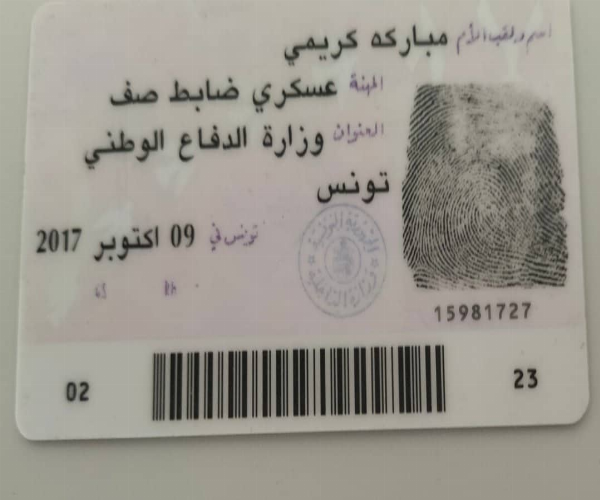 اسم ولقب الأم مباركه كريمي
المهنة عسكري ضابط صف
العنوان وزارة الدفاع الوطني
تونس
تونس في 09 اكتوبر 2017
15981727
02 23